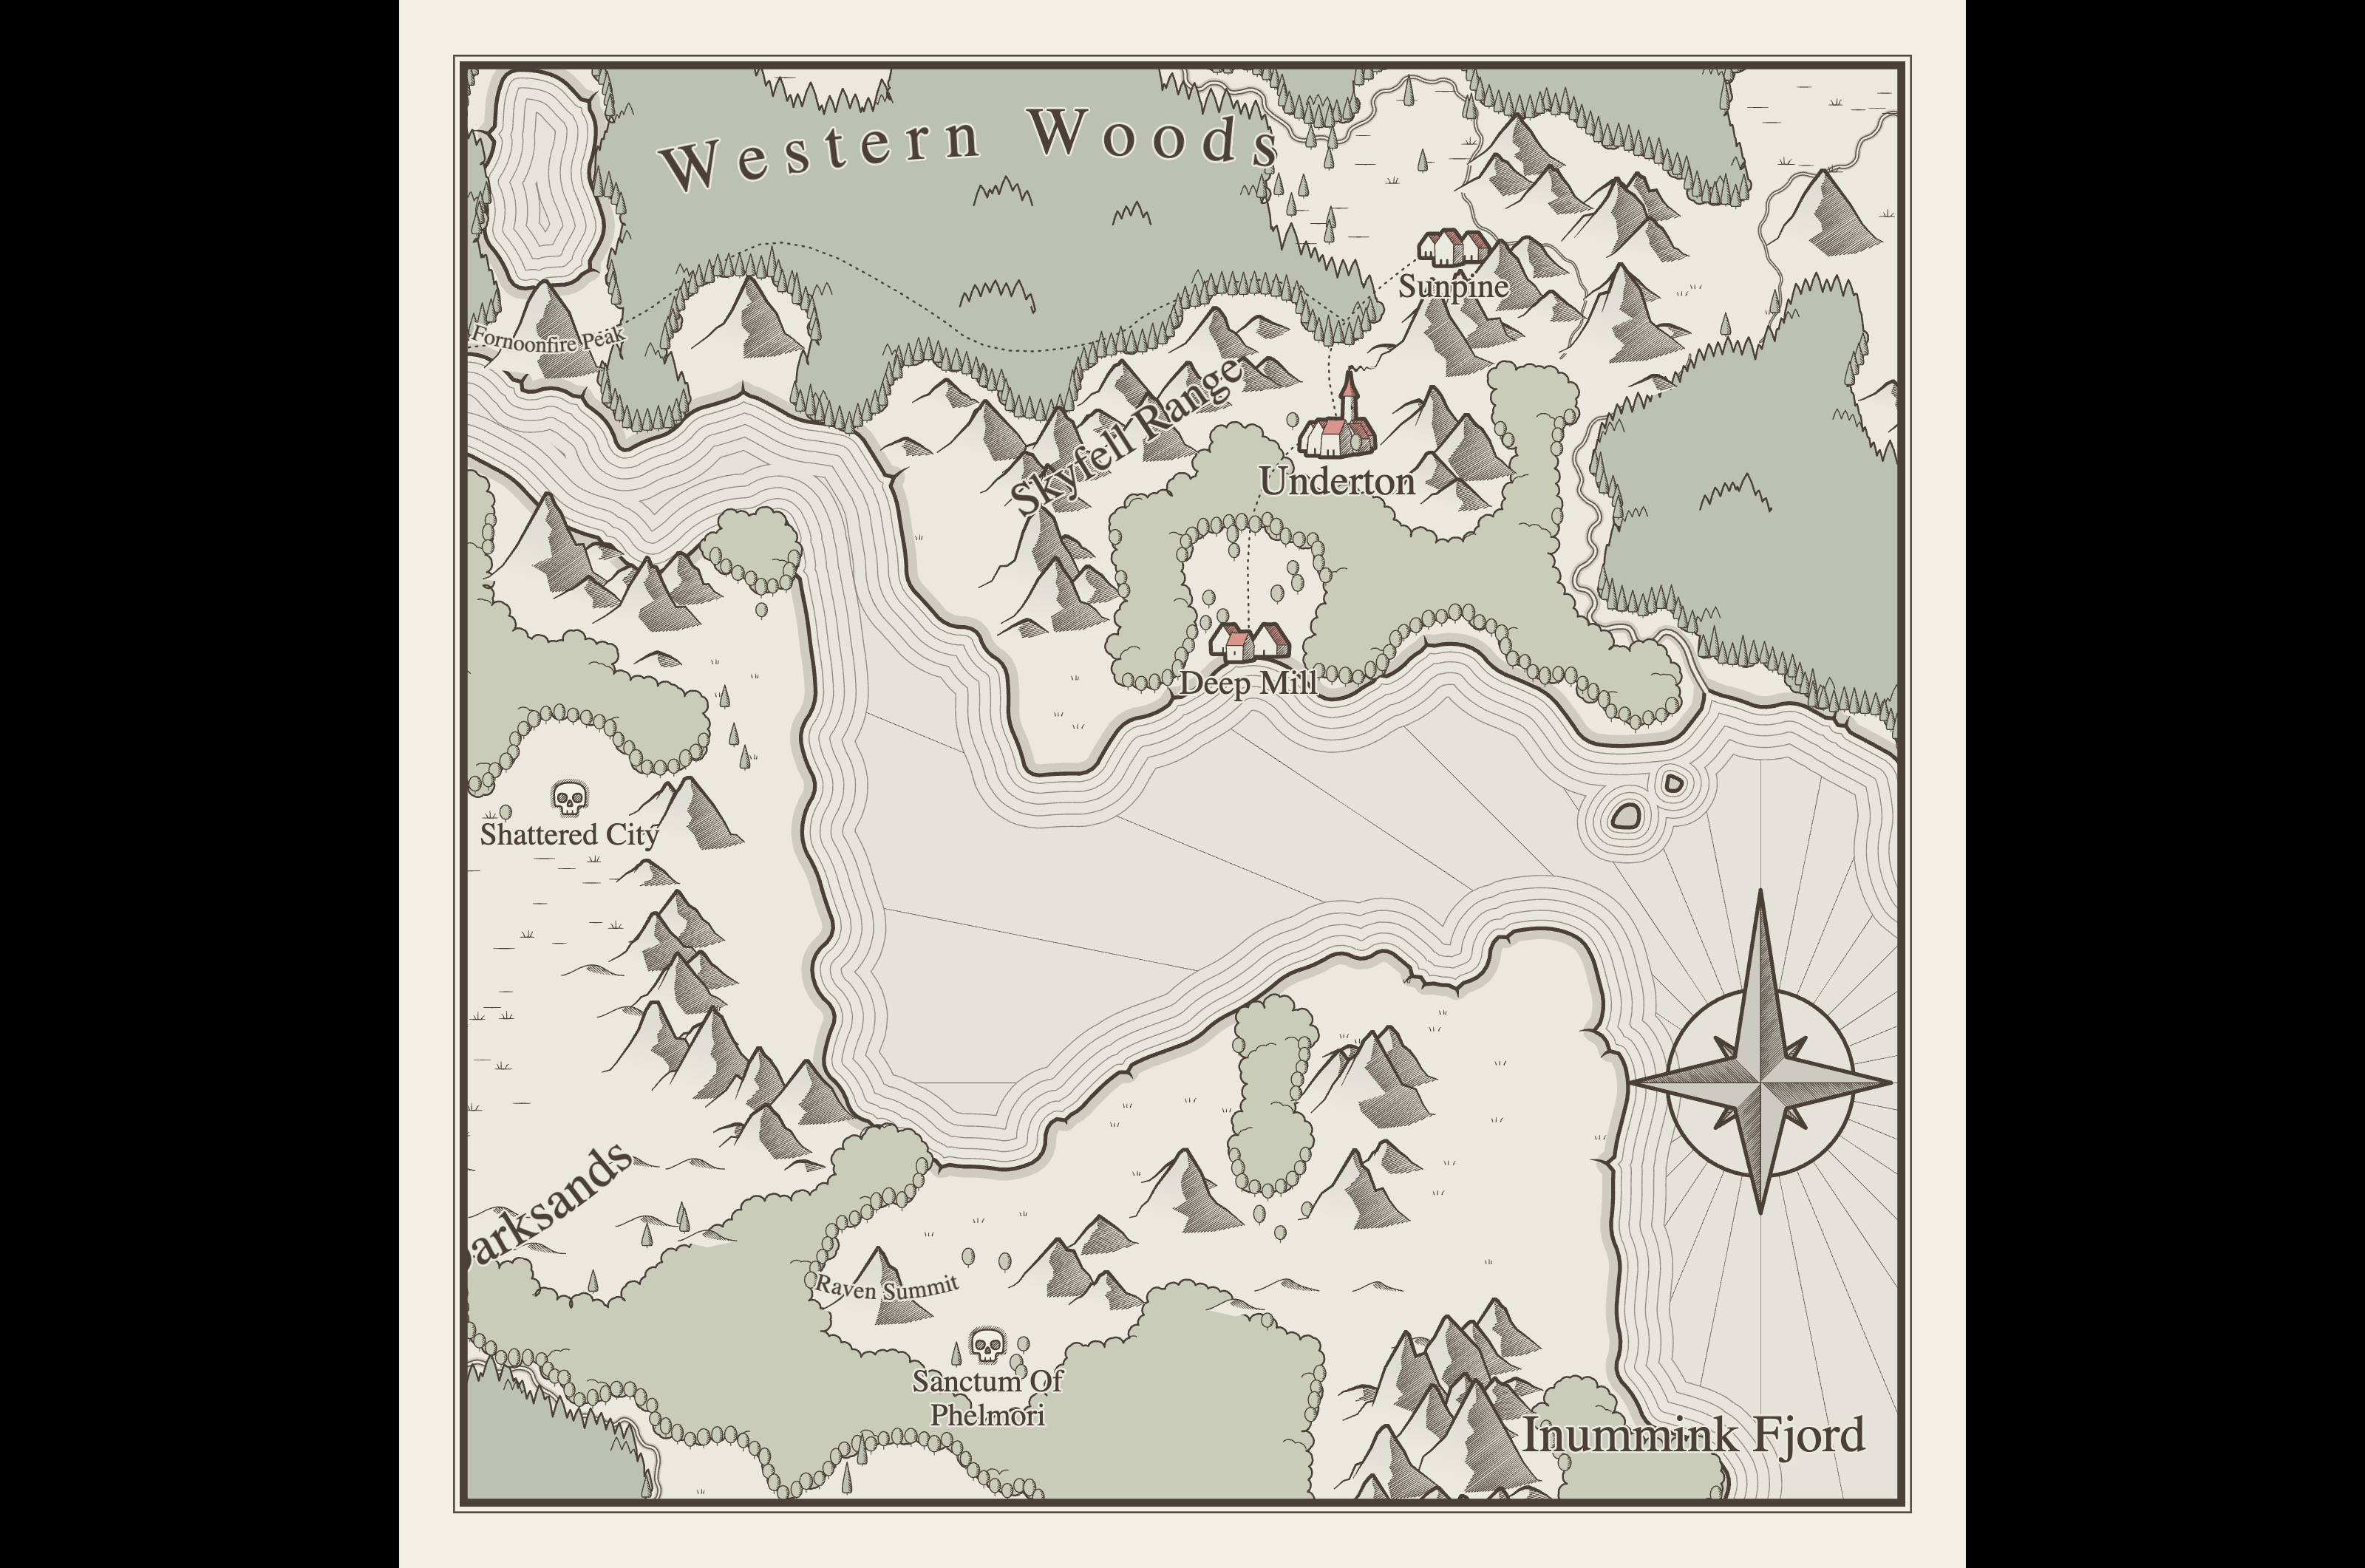 Western Woods
Sunpine
Fornoonfire Peak
Skyfell Range
Underton
Deep Mill
Shattered City
arksands
Raven Summit
Sanctum Of
Phelmori
Inummink Fjord